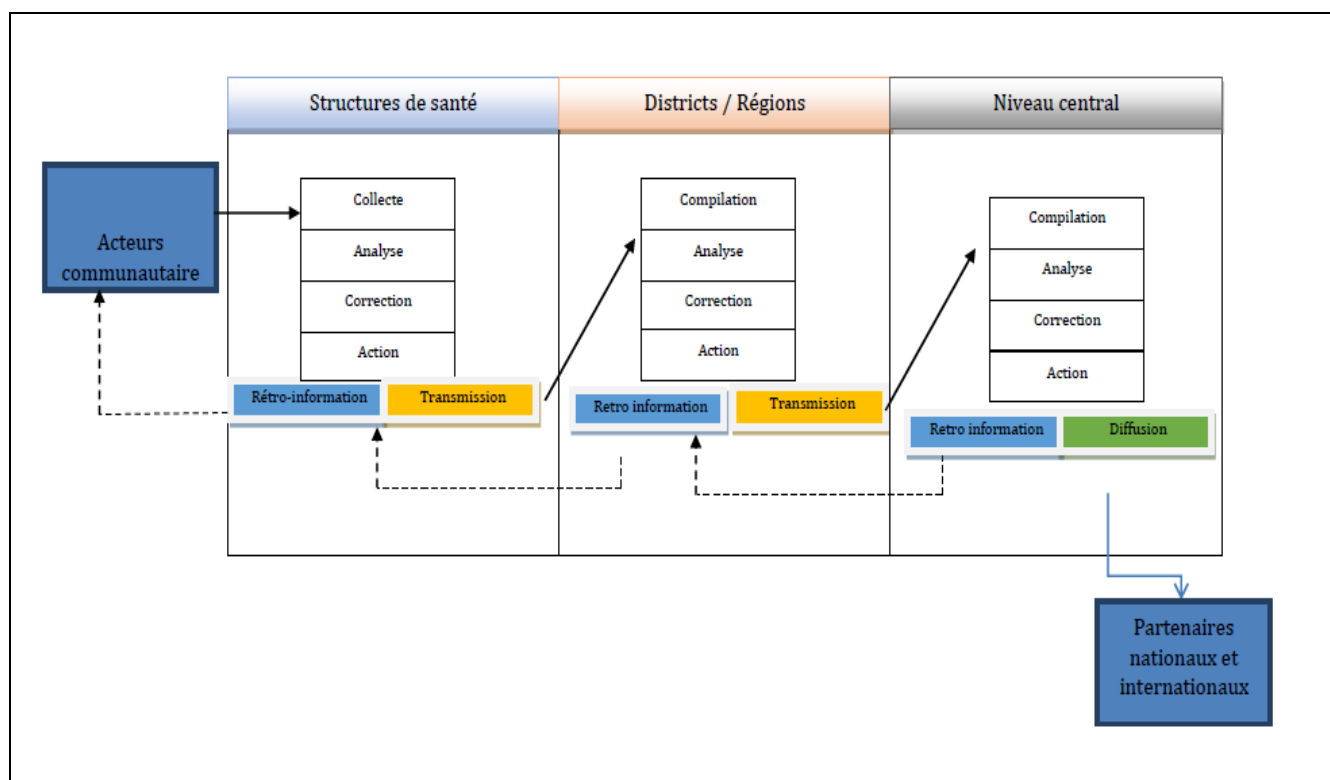 Structures de santé
Districts / Régions
Niveau central
Acteurs
communautaire
Collecte
Analyse
Correction
Action
Rétro-information
Transmission
Compilation
Analyse
Correction
Action
Retro information
Transmission
Compilation
Analyse
Correction
Action
Retro information
Diffusion
Partenaires
nationaux et
internationaux